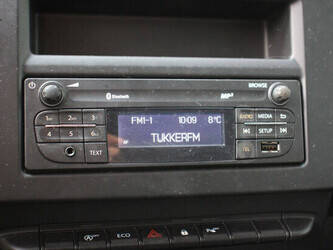 Bluetooth MP3 BROWSE
FM1-1 10:09 8°C
TUKKERFM
1 2 3
4 5 6
TEXT
RADIO MEDIA
SETUP
TEL
ECO